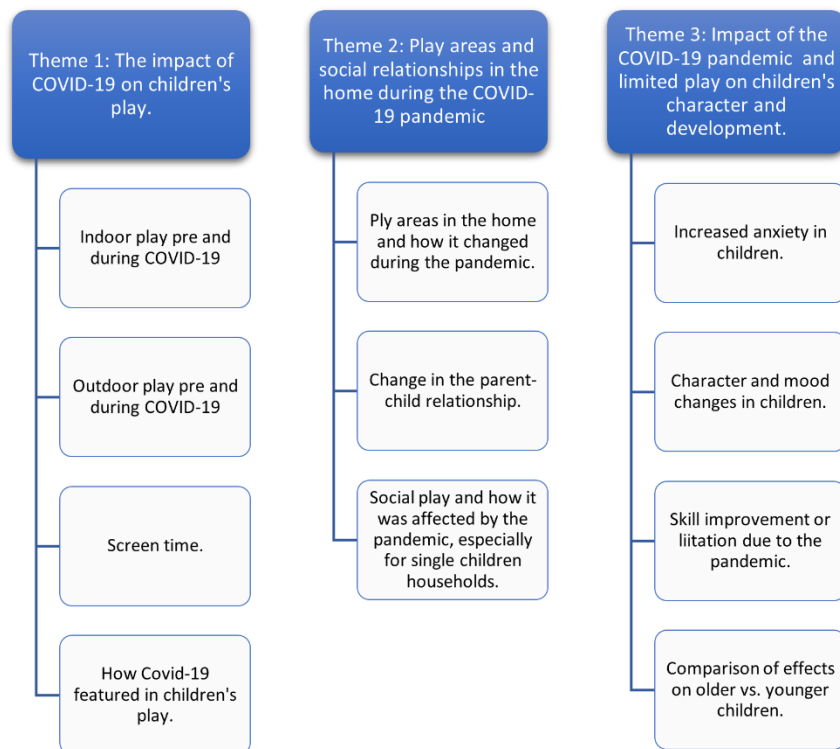 Theme 1: The impact of
COVID-19 on children's
play.
Indoor play pre and
during COVID-19
Outdoor play pre and
during COVID-19
Screen time.
How Covid-19
featured in children's
play.
Theme 2: Play areas and
social relationships in the
home during the COVID-
19 pandemic
Ply areas in the home
and how it changed
during the pandemic.
Change in the parent-
child relationship.
Social play and how it
was affected by the
pandemic, especially
for single children
households.
Theme 3: Impact of the
COVID-19 pandemic and
limited play on children's
character and
development.
Increased anxiety in
children.
Character and mood
changes in children.
Skill improvement or
liitation due to the
pandemic.
Comparison of effects
on older vs. younger
children.